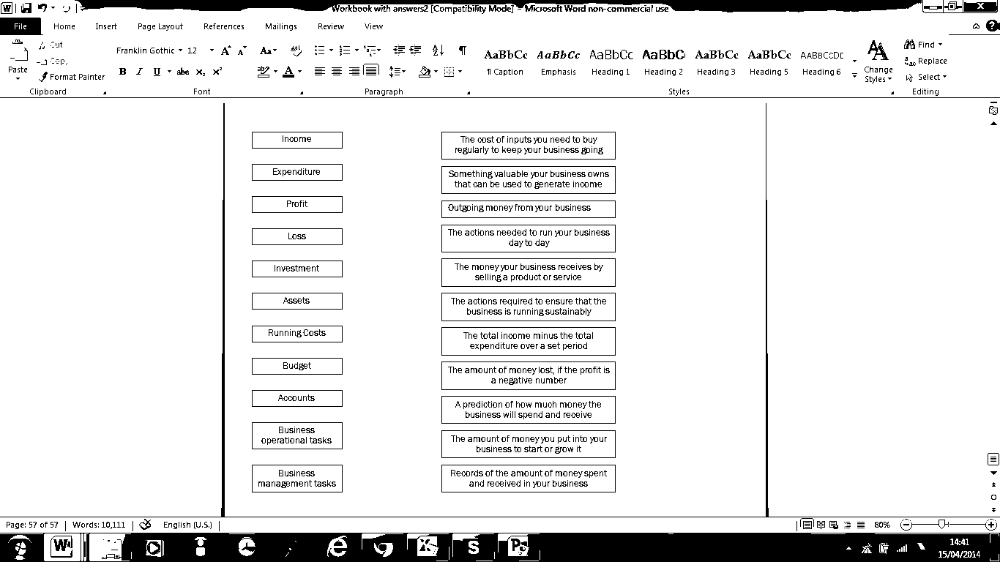 Workbook with answers2 [Compatibility Mode] - Microsoft Word non-commercial use
File Home Insert Page Layout References Mailings Review View
Cut
Copy
Paste
Format Painter
Clipboard
Franklin Gothic 12
Font
Paragraph
AaBbCc AaBbCc AaBbCc AaBbC AaBbCc AaBbCc AABBCCDE
¶ Caption Emphasis Heading 1 Heading 2 Heading 3 Heading 5 Heading 6
Styles
Change
Styles
Find
Replace
Select
Editing
Income
Expenditure
Profit
Loss
Investment
Assets
Running Costs
Budget
Accounts
Business
operational tasks
Business
management tasks
The cost of inputs you need to buy
regularly to keep your business going
Something valuable your business owns
that can be used to generate income
Outgoing money from your business
The actions needed to run your business
day to day
The money your business receives by
selling a product or service
The actions required to ensure that the
business is running sustainably
The total income minus the total
expenditure over a set period
The amount of money lost, if the profit is
a negative number
A prediction of how much money the
business will spend and receive
The amount of money you put into your
business to start or grow it
Records of the amount of money spent
and received in your business
Page: 57 of 57 Words: 10,111 English (U.S.) 80%
14:41
15/04/2014